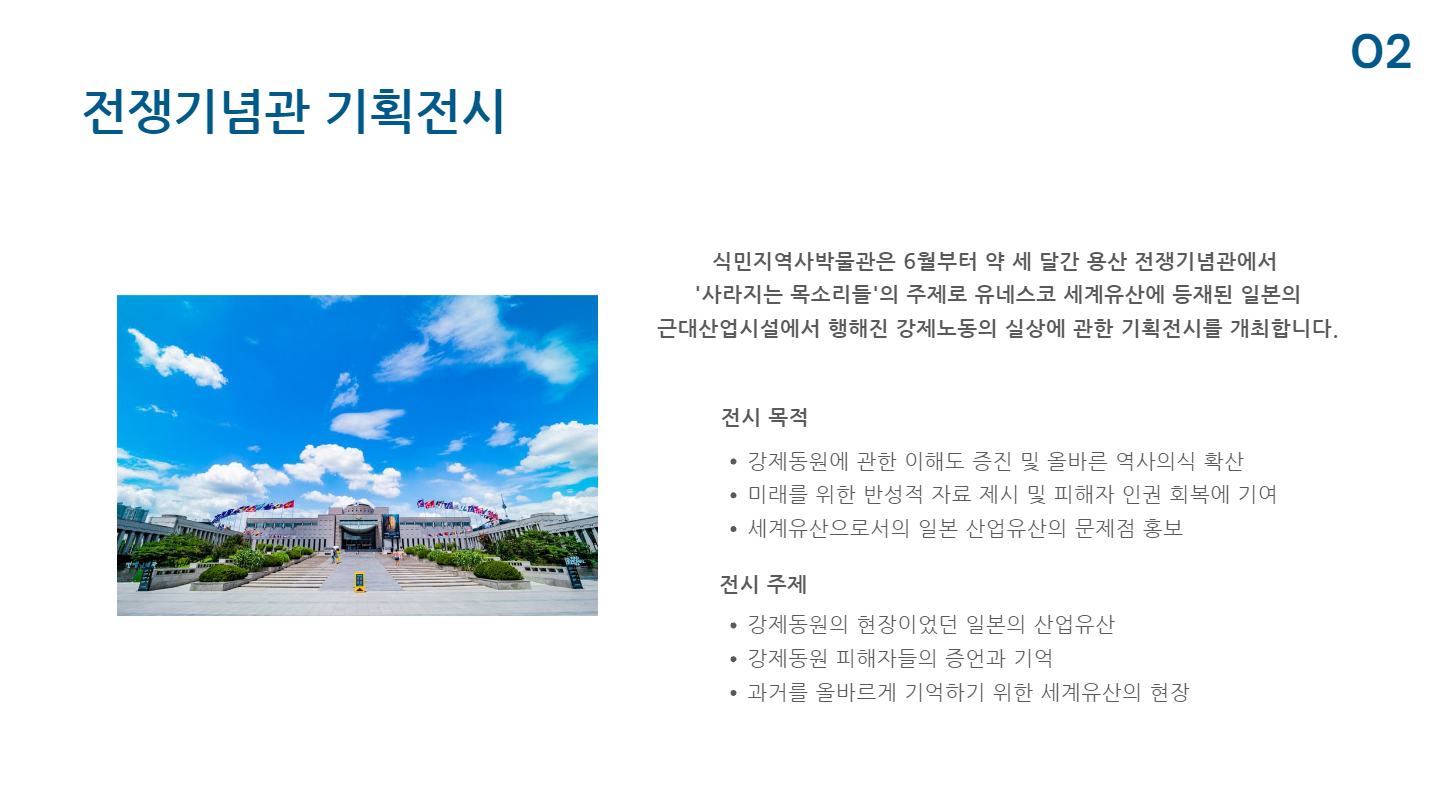 02
전쟁기념관 기획전시
식민지역사박물관은 6월부터 약 세 달간 용산 전쟁기념관에서
'사라지는 목소리들'의 주제로 유네스코 세계유산에 등재된 일본의
근대산업시설에서 행해진 강제노동의 실상에 관한 기획전시를 개최합니다.
전시 목적
• 강제동원에 관한 이해도 증진 및 올바른 역사의식 확산
• 미래를 위한 반성적 자료 제시 및 피해자 인권 회복에 기여
• 세계유산으로서의 일본 산업유산의 문제점 홍보
전시 주제
• 강제동원의 현장이었던 일본의 산업유산
• 강제동원 피해자들의 증언과 기억
• 과거를 올바르게 기억하기 위한 세계유산의 현장